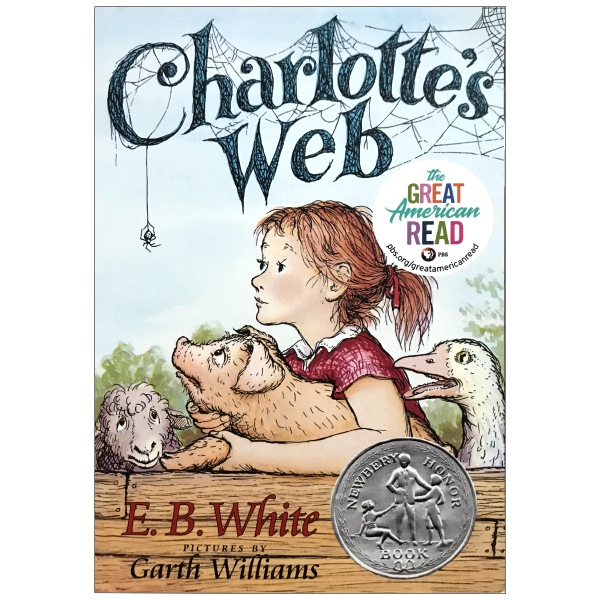 Charlotte's
Web
the
GREAT
American
READ
PBS
pbs.org/greatamericanread
NEWBERY HONOR
BOOK
E. B. White
PICTURES BY
Garth Williams